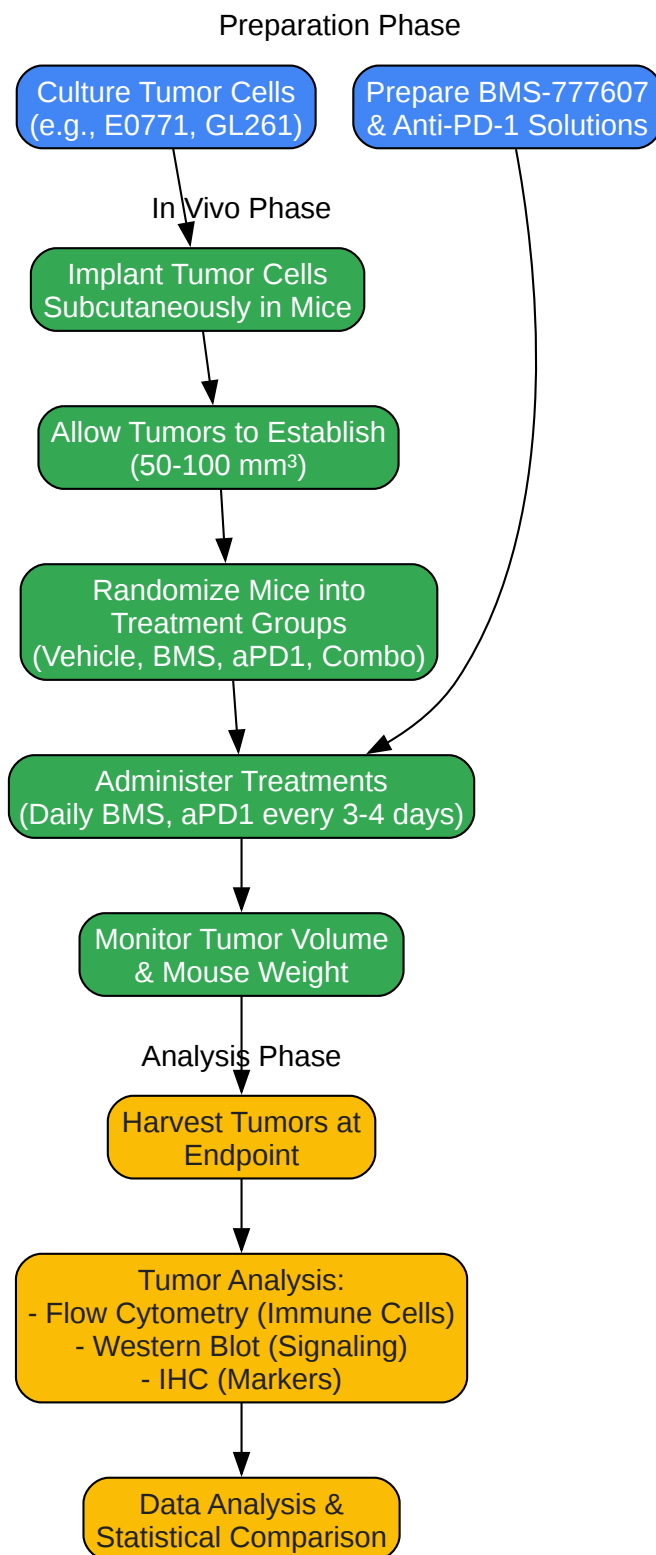 Preparation Phase
Culture Tumor Cells
(e.g., E0771, GL261)
Prepare BMS-777607
& Anti-PD-1 Solutions
In Vivo Phase
Implant Tumor Cells
Subcutaneously in Mice
Allow Tumors to Establish
(50-100 mm³)
Randomize Mice into
Treatment Groups
(Vehicle, BMS, aPD1, Combo)
Administer Treatments
(Daily BMS, aPD1 every 3-4 days)
Monitor Tumor Volume
& Mouse Weight
Analysis Phase
Harvest Tumors at
Endpoint
Tumor Analysis:
- Flow Cytometry (Immune Cells)
- Western Blot (Signaling)
- IHC (Markers)
Data Analysis &
Statistical Comparison